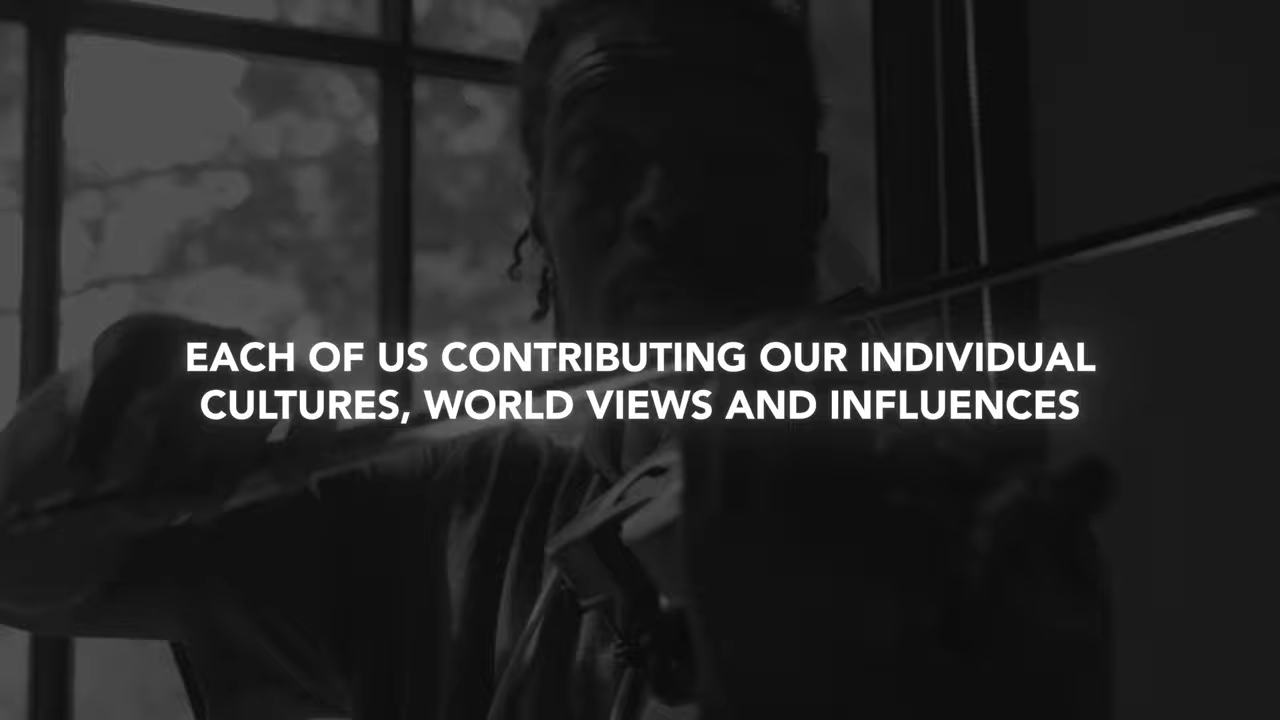 EACH OF US CONTRIBUTING OUR INDIVIDUAL
CULTURES, WORLD VIEWS AND INFLUENCES